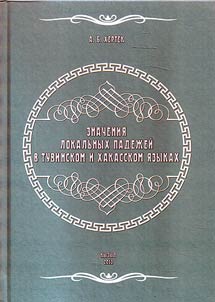 А. Б. ХЕРТЕК
ЗНАЧЕНИЯ
ЛОКАЛЬНЫХ ПАДЕЖЕЙ
В ТУВИНСКОМ И ХАКАССКОМ ЯЗЫКАХ
КЫЗЫЛ